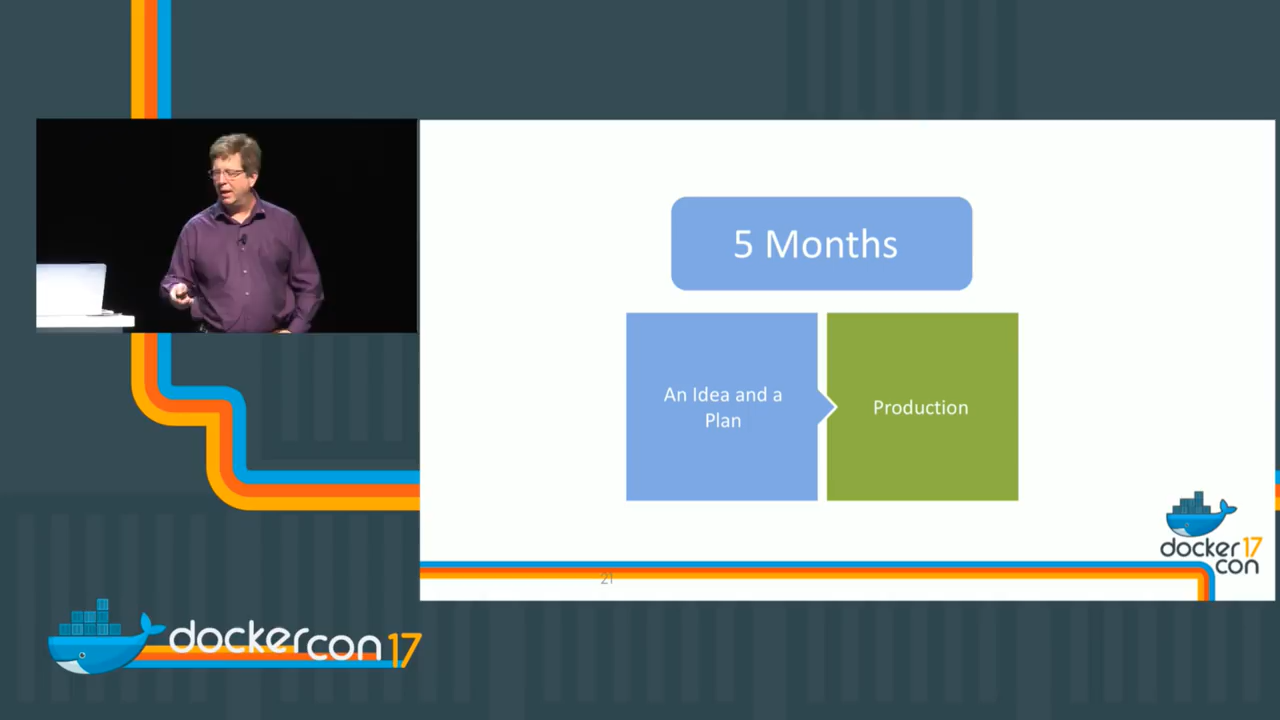 5 Months
An Idea and a
Plan
Production
docker 17
con
21
dockercon 17